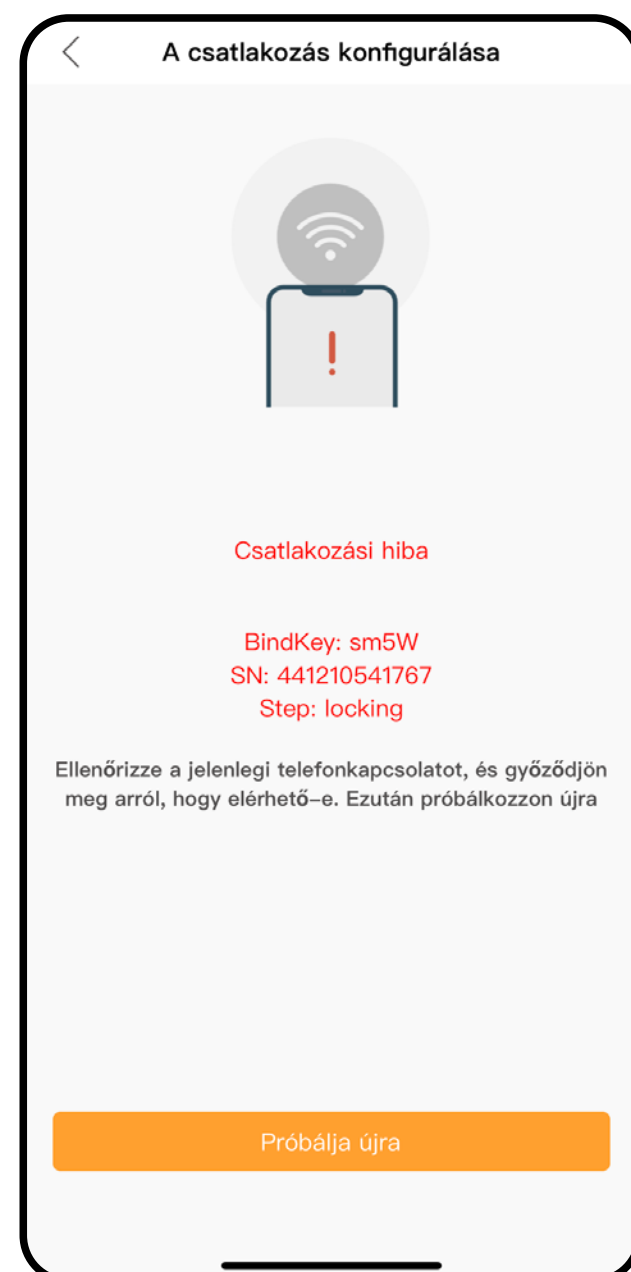 A csatlakozás konfigurálása
Csatlakozási hiba
BindKey: sm5W
SN: 441210541767
Step: locking
Ellenőrizze a jelenlegi telefonkapcsolatot, és győződjön
meg arról, hogy elérhető–e. Ezután próbálkozzon újra
Próbálja újra